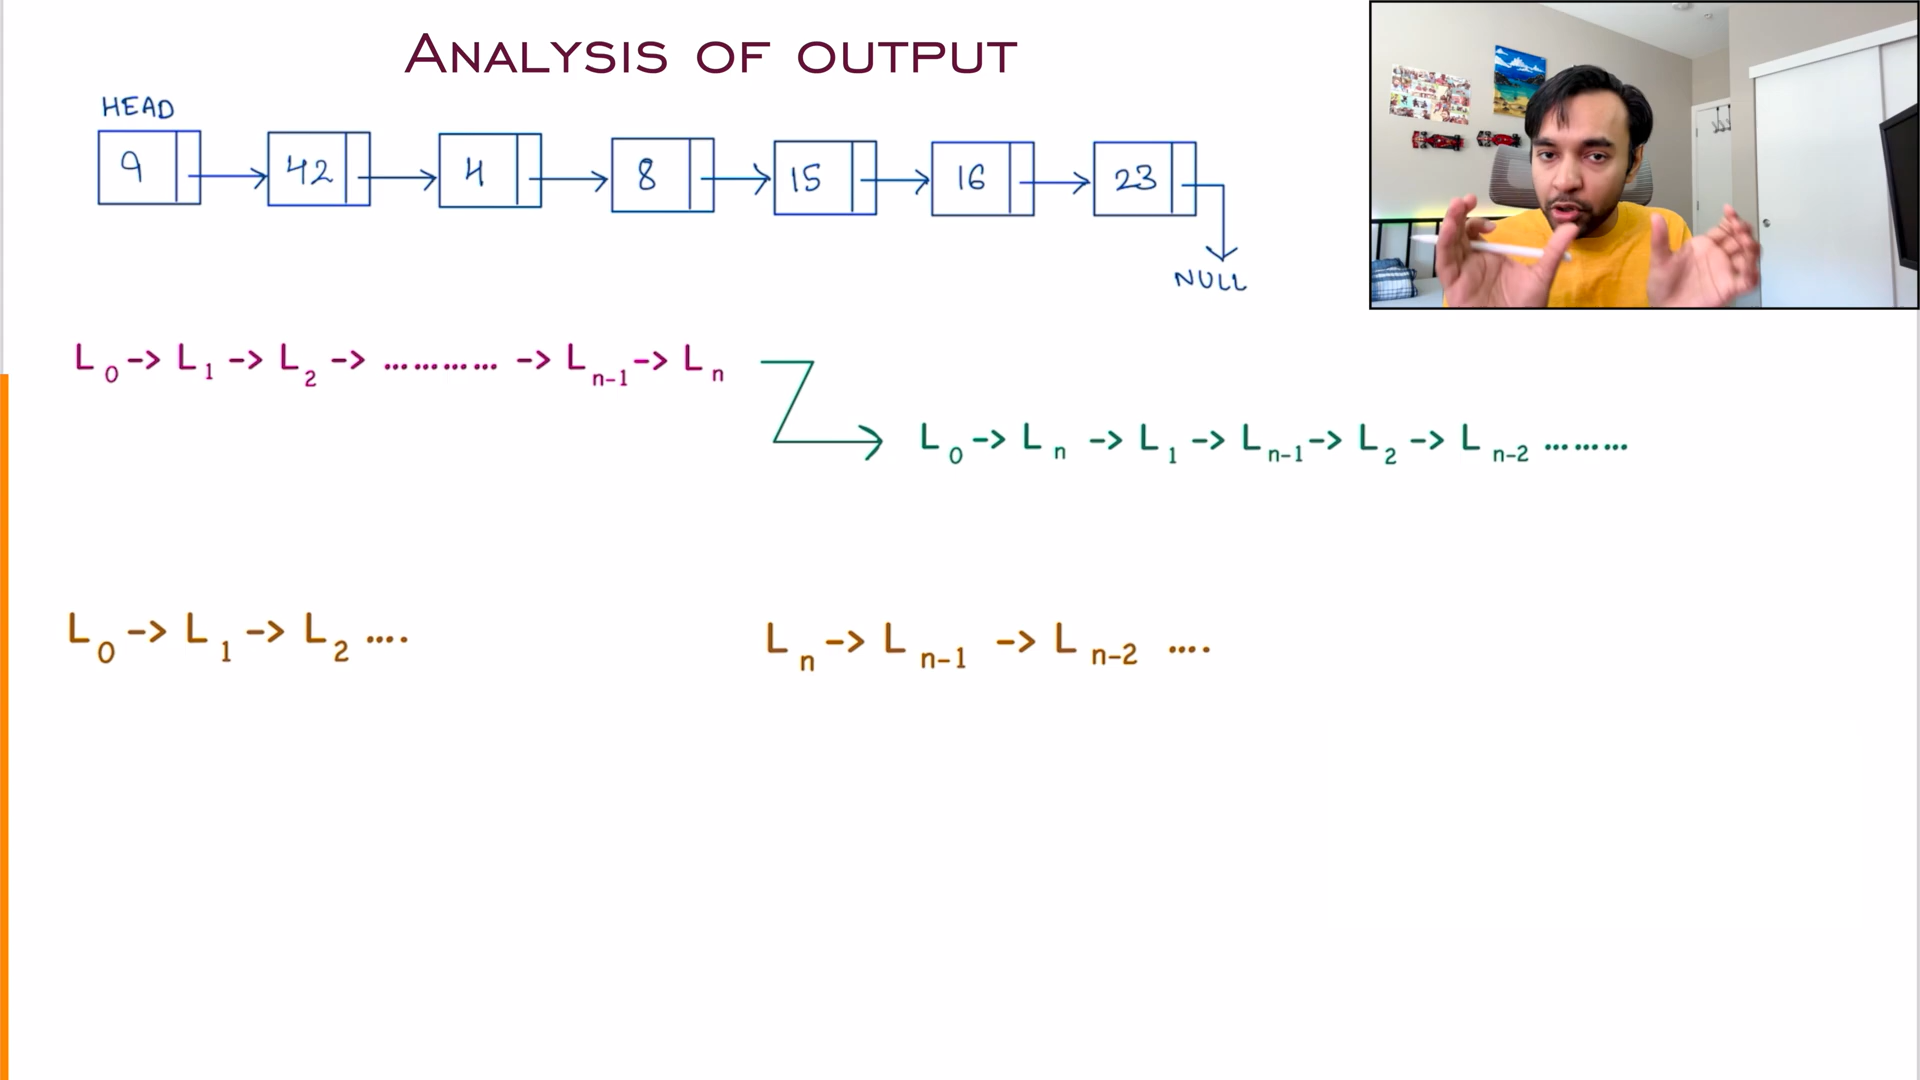 ANALYSIS OF OUTPUT
HEAD
9 42 4 8 15 16 23
NULL
L0 -> L1 -> L2 -> ............ -> Ln-1 -> Ln
L0 -> Ln -> L1 -> Ln-1 -> L2 -> Ln-2 .........
L0 -> L1 -> L2 ....
Ln -> Ln-1 -> Ln-2 ....